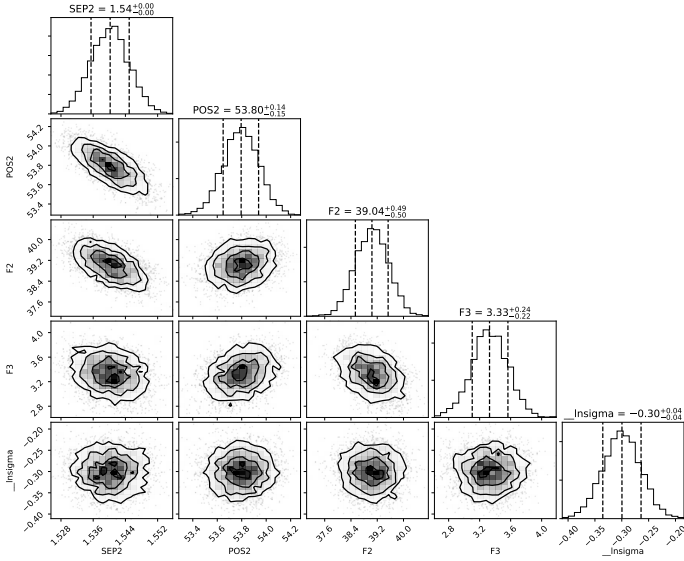 SEP2 = 1.54+0.00−0.00
POS2 = 53.80+0.14−0.15
54.2
54.0
53.8
53.6
53.4
POS2
F2 = 39.04+0.49−0.50
40.0
39.2
38.4
37.6
F2
F3 = 3.33+0.24−0.22
4.0
3.6
3.2
2.8
F3
__lnsigma = −0.30+0.04−0.04
−0.20
−0.25
−0.30
−0.35
−0.40
__lnsigma
1.528 1.536 1.544 1.552
53.4 53.6 53.8 54.0 54.2
37.6 38.4 39.2 40.0
2.8 3.2 3.6 4.0
−0.40 −0.35 −0.30 −0.25 −0.20
SEP2 POS2 F2 F3 __lnsigma